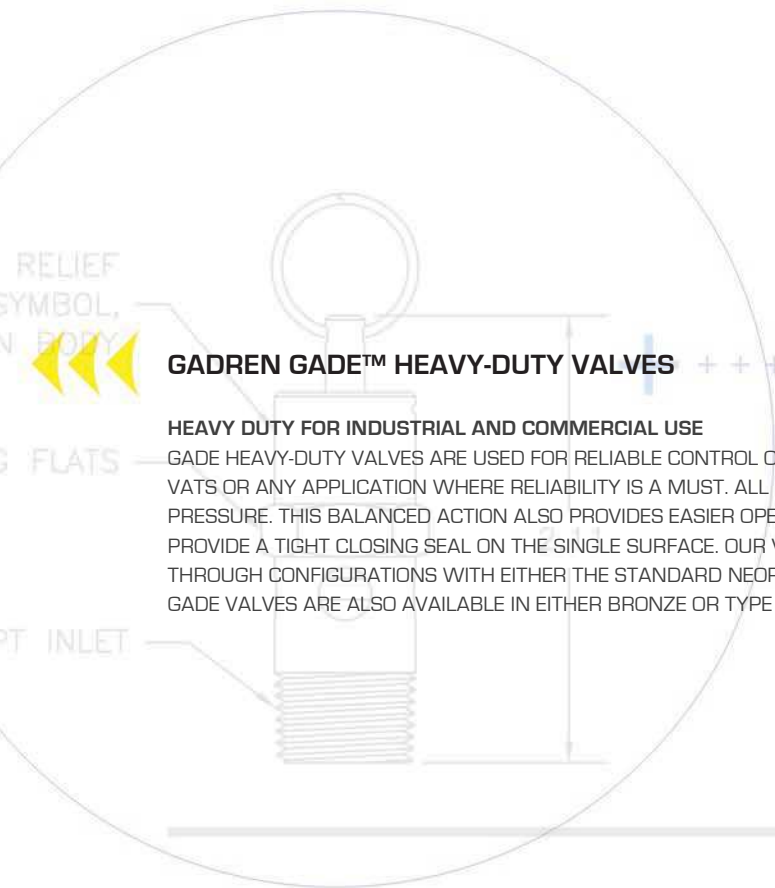 RELIEF
SYMBOL,
BODY
GADREN GADE™ HEAVY-DUTY VALVES
HEAVY DUTY FOR INDUSTRIAL AND COMMERCIAL USE
FLATS
GADE HEAVY-DUTY VALVES ARE USED FOR RELIABLE CONTROL
VATS OR ANY APPLICATION WHERE RELIABILITY IS A MUST. ALL
PRESSURE. THIS BALANCED ACTION ALSO PROVIDES EASIER
PROVIDE A TIGHT CLOSING SEAL ON THE SINGLE SURFACE. OUR
THROUGH CONFIGURATIONS WITH EITHER THE STANDARD
GADE VALVES ARE ALSO AVAILABLE IN EITHER BRONZE OR TYPE
INLET